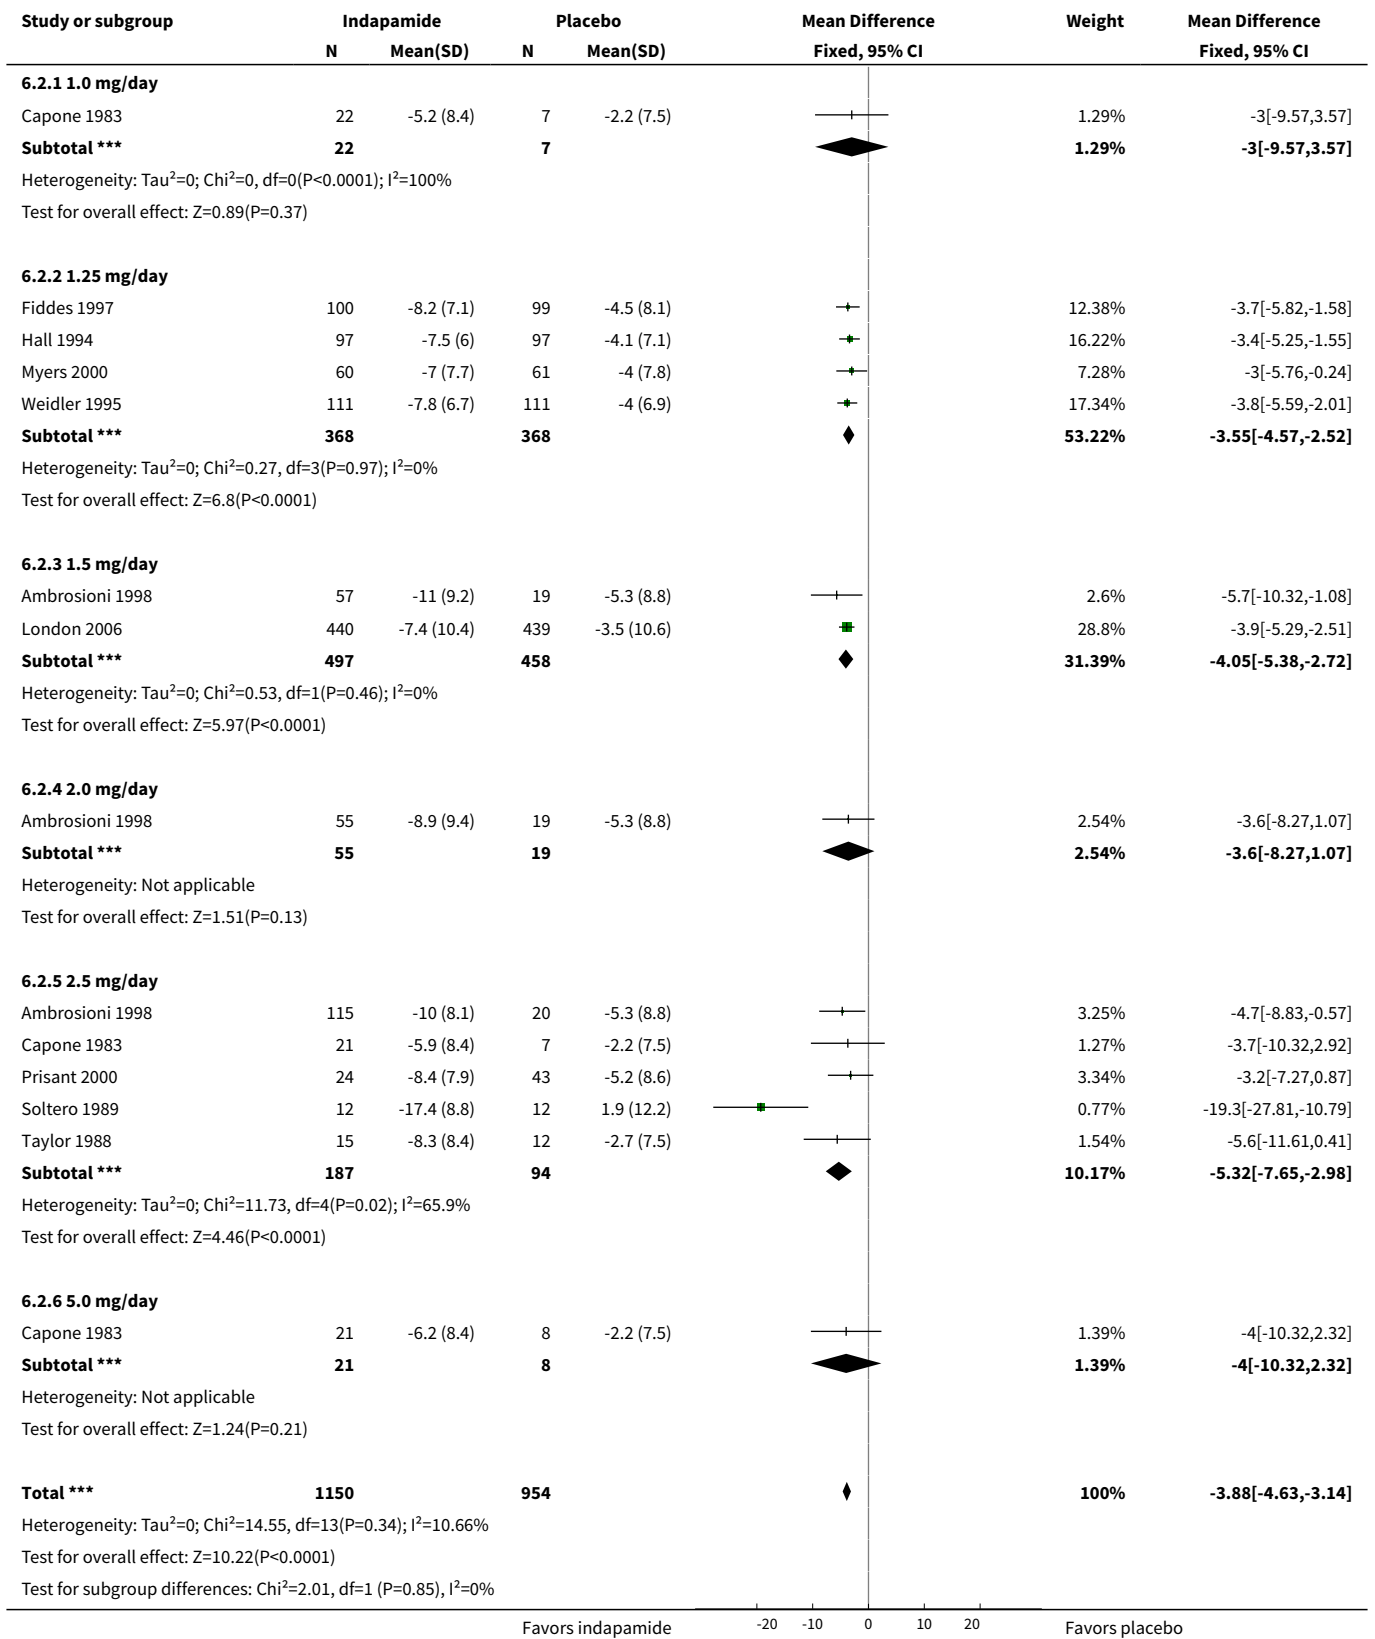 Study or subgroup Indapamide Placebo Mean Difference Weight Mean Difference
N Mean(SD) N Mean(SD) Fixed, 95% CI Fixed, 95% CI
6.2.1 1.0 mg/day
Capone 1983 22 -5.2 (8.4) 7 -2.2 (7.5) 1.29% -3[-9.57,3.57]
Subtotal *** 22 7 1.29% -3[-9.57,3.57]
Heterogeneity: Tau²=0; Chi²=0, df=0(P<0.0001); I²=100%
Test for overall effect: Z=0.89(P=0.37)
6.2.2 1.25 mg/day
Fiddes 1997 100 -8.2 (7.1) 99 -4.5 (8.1) 12.38% -3.7[-5.82,-1.58]
Hall 1994 97 -7.5 (6) 97 -4.1 (7.1) 16.22% -3.4[-5.25,-1.55]
Myers 2000 60 -7 (7.7) 61 -4 (7.8) 7.28% -3[-5.76,-0.24]
Weidler 1995 111 -7.8 (6.7) 111 -4 (6.9) 17.34% -3.8[-5.59,-2.01]
Subtotal *** 368 368 53.22% -3.55[-4.57,-2.52]
Heterogeneity: Tau²=0; Chi²=0.27, df=3(P=0.97); I²=0%
Test for overall effect: Z=6.8(P<0.0001)
6.2.3 1.5 mg/day
Ambrosioni 1998 57 -11 (9.2) 19 -5.3 (8.8) 2.6% -5.7[-10.32,-1.08]
London 2006 440 -7.4 (10.4) 439 -3.5 (10.6) 28.8% -3.9[-5.29,-2.51]
Subtotal *** 497 458 31.39% -4.05[-5.38,-2.72]
Heterogeneity: Tau²=0; Chi²=0.53, df=1(P=0.46); I²=0%
Test for overall effect: Z=5.97(P<0.0001)
6.2.4 2.0 mg/day
Ambrosioni 1998 55 -8.9 (9.4) 19 -5.3 (8.8) 2.54% -3.6[-8.27,1.07]
Subtotal *** 55 19 2.54% -3.6[-8.27,1.07]
Heterogeneity: Not applicable
Test for overall effect: Z=1.51(P=0.13)
6.2.5 2.5 mg/day
Ambrosioni 1998 115 -10 (8.1) 20 -5.3 (8.8) 3.25% -4.7[-8.83,-0.57]
Capone 1983 21 -5.9 (8.4) 7 -2.2 (7.5) 1.27% -3.7[-10.32,2.92]
Prisant 2000 24 -8.4 (7.9) 43 -5.2 (8.6) 3.34% -3.2[-7.27,0.87]
Soltero 1989 12 -17.4 (8.8) 12 1.9 (12.2) 0.77% -19.3[-27.81,-10.79]
Taylor 1988 15 -8.3 (8.4) 12 -2.7 (7.5) 1.54% -5.6[-11.61,0.41]
Subtotal *** 187 94 10.17% -5.32[-7.65,-2.98]
Heterogeneity: Tau²=0; Chi²=11.73, df=4(P=0.02); I²=65.9%
Test for overall effect: Z=4.46(P<0.0001)
6.2.6 5.0 mg/day
Capone 1983 21 -6.2 (8.4) 8 -2.2 (7.5) 1.39% -4[-10.32,2.32]
Subtotal *** 21 8 1.39% -4[-10.32,2.32]
Heterogeneity: Not applicable
Test for overall effect: Z=1.24(P=0.21)
Total *** 1150 954 100% -3.88[-4.63,-3.14]
Heterogeneity: Tau²=0; Chi²=14.55, df=13(P=0.34); I²=10.66%
Test for overall effect: Z=10.22(P<0.0001)
Test for subgroup differences: Chi²=2.01, df=1 (P=0.85), I²=0%
Favors indapamide -20 -10 0 10 20 Favors placebo